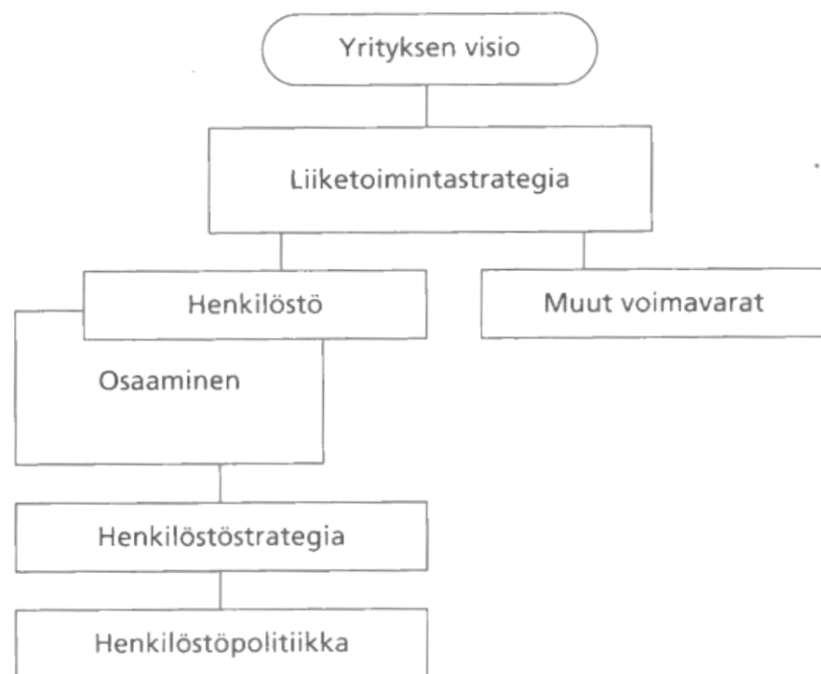 Yrityksen visio
Liiketoimintastrategia
Henkilöstö
Muut voimavarat
Osaaminen
Henkilöstöstrategia
Henkilöstöpolitiikka